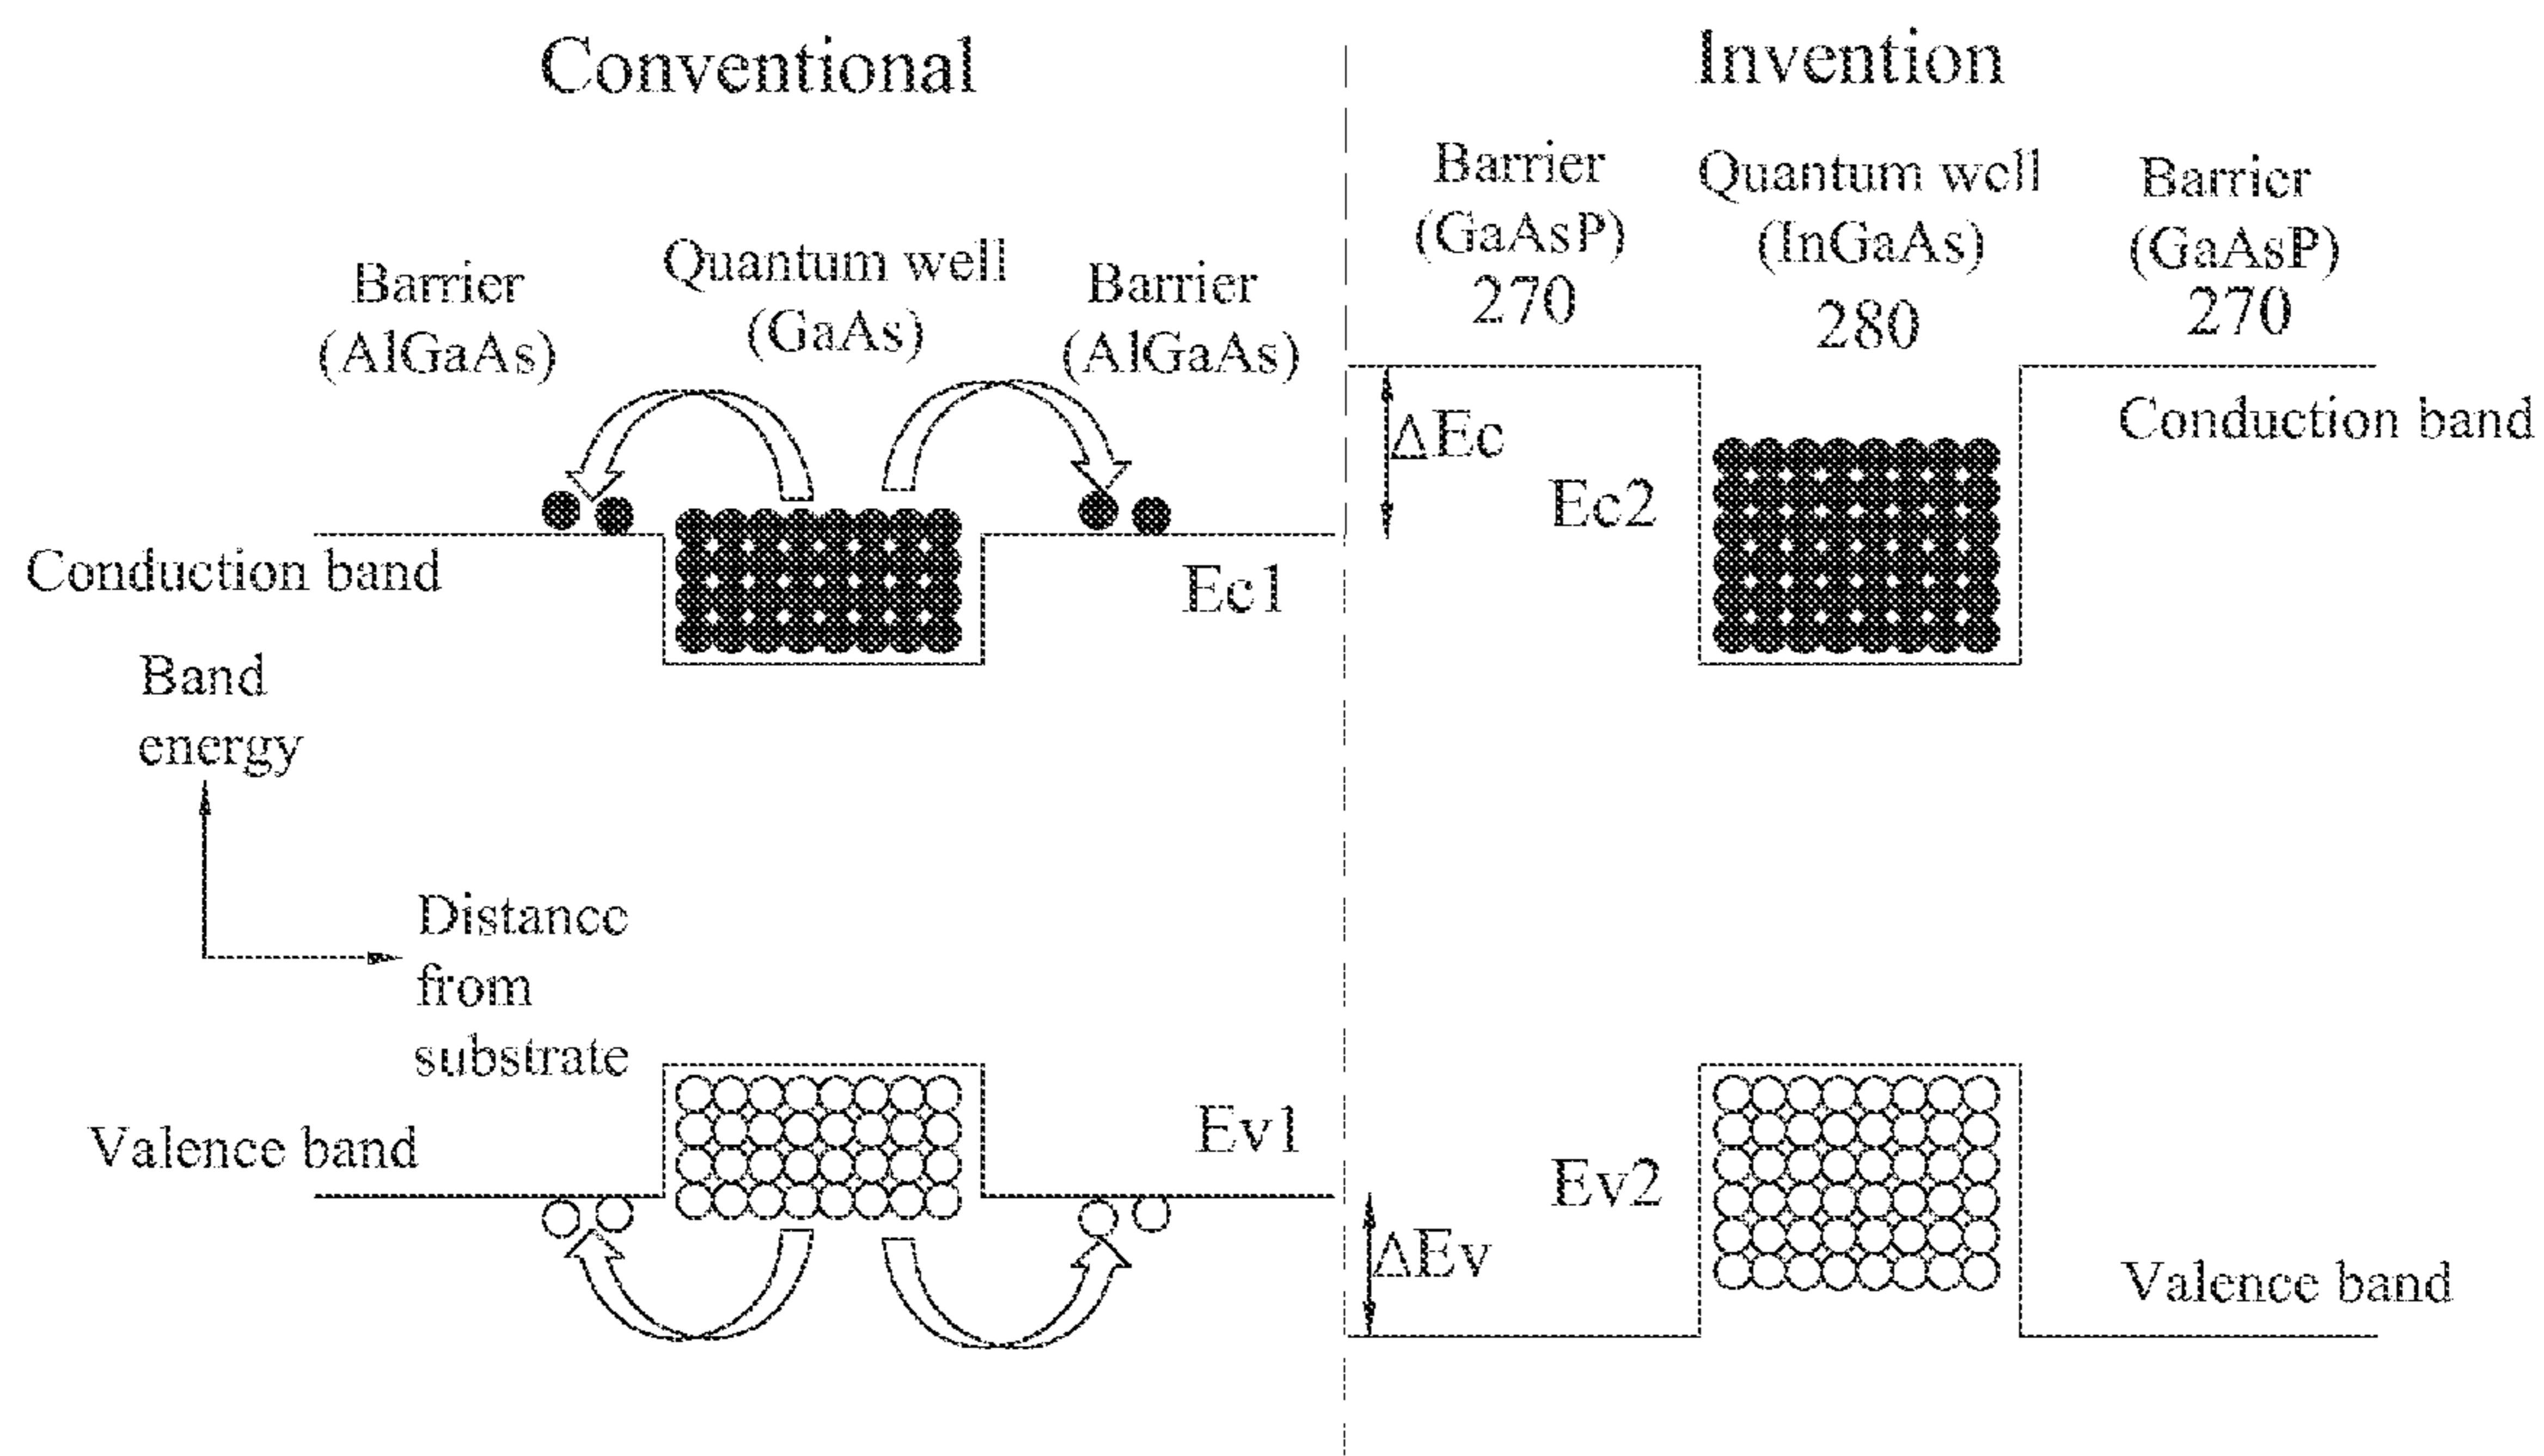 Conventional
Invention
Barrier
(AlGaAs)
Quantum well
(GaAs)
Barrier
(AlGaAs)
Barrier
(GaAsP)
270
Quantum well
(InGaAs)
280
Barrier
(GaAsP)
270
Conduction band
Ec1
ΔEc
Ec2
Conduction band
Band
energy
Distance
from
substrate
Valence band
Ev1
ΔEv
Ev2
Valence band